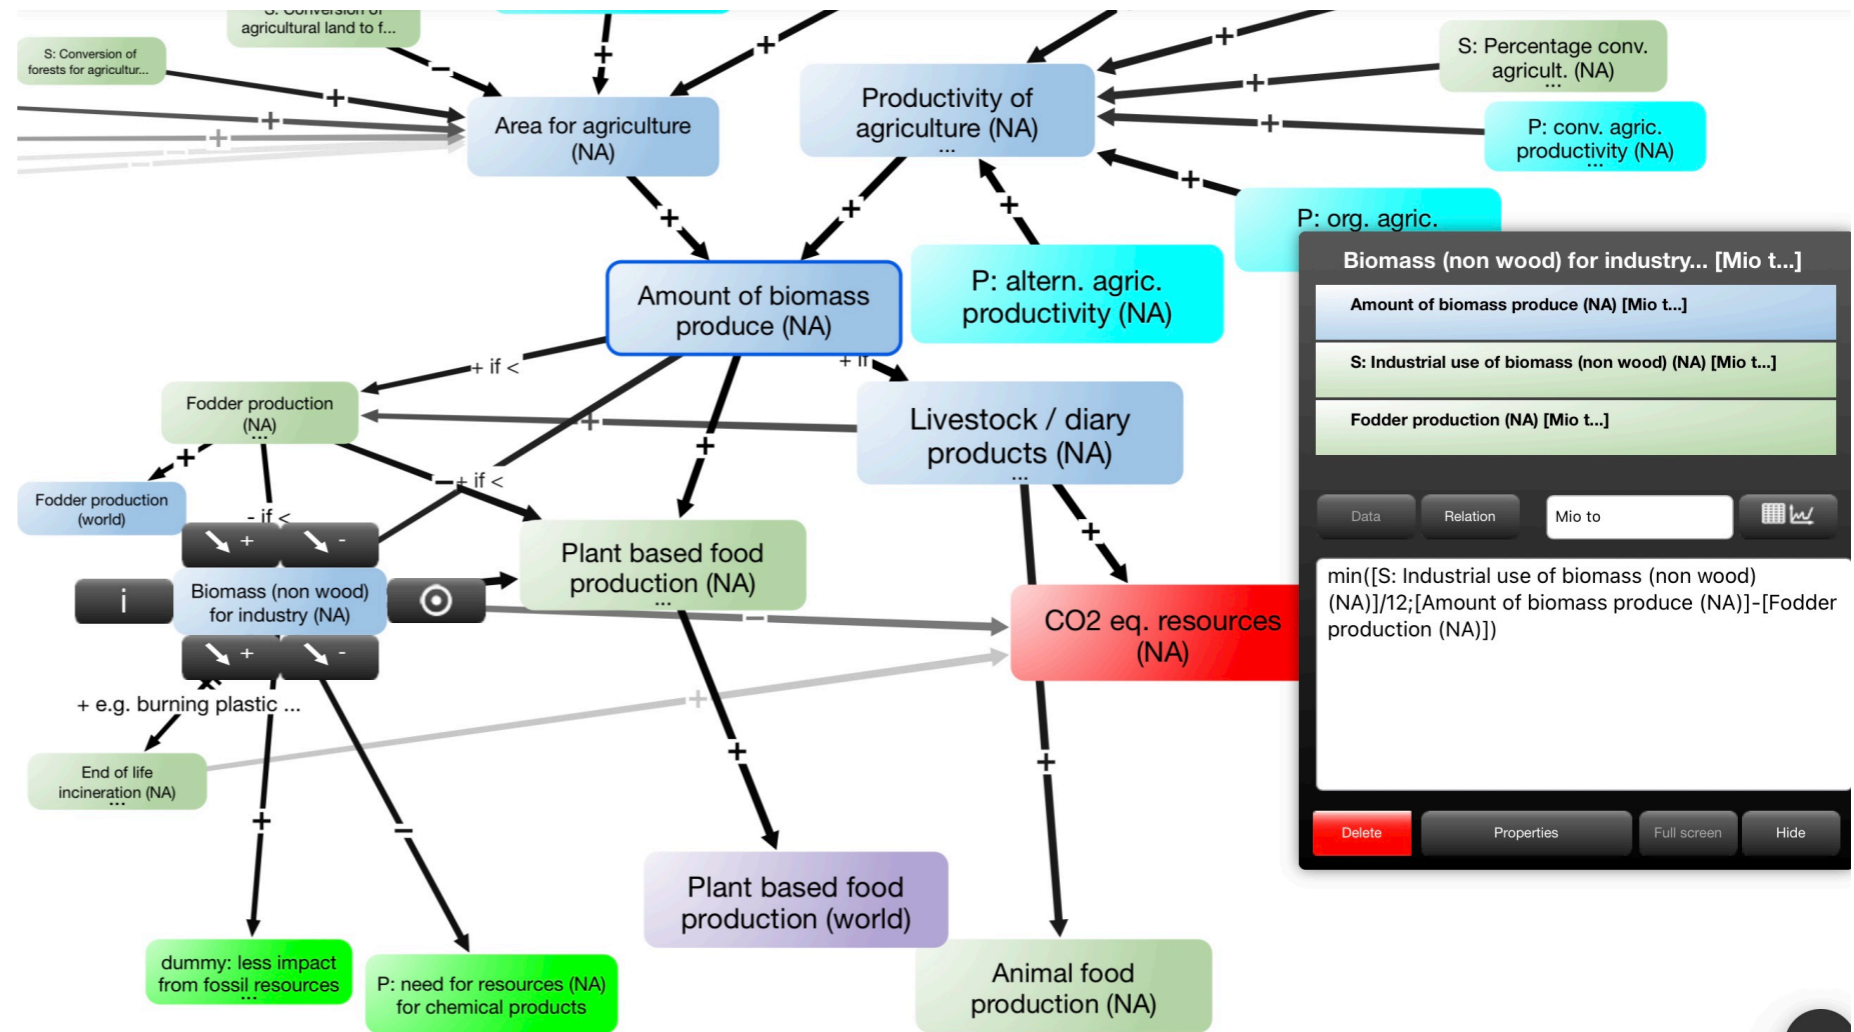 S: Conversion of
agricultural land to f...
S: Conversion of
forests for agricultur...
S: Percentage conv.
agricult. (NA)
...
Area for agriculture
(NA)
Productivity of
agriculture (NA)
...
P: conv. agric.
productivity (NA)
...
P: org. agric.
P: altern. agric.
productivity (NA)
Amount of biomass
produce (NA)
+ if <
+ if
Fodder production
(NA)
...
Livestock / diary
products (NA)
...
+ if <
Fodder production
(world)
- if <
+
-
Plant based food
production (NA)
...
i
Biomass (non wood)
for industry (NA)
+
-
CO2 eq. resources
(NA)
+ e.g. burning plastic ...
End of life
incineration (NA)
...
Plant based food
production (world)
dummy: less impact
from fossil resources
...
P: need for resources (NA)
for chemical products
Animal food
production (NA)
Biomass (non wood) for industry... [Mio t...]
Amount of biomass produce (NA) [Mio t...]
S: Industrial use of biomass (non wood) (NA) [Mio t...]
Fodder production (NA) [Mio t...]
Data
Relation
Mio to
min([S: Industrial use of biomass (non wood)
(NA)]/12;[Amount of biomass produce (NA)]-[Fodder
production (NA)])
Delete
Properties
Full screen
Hide